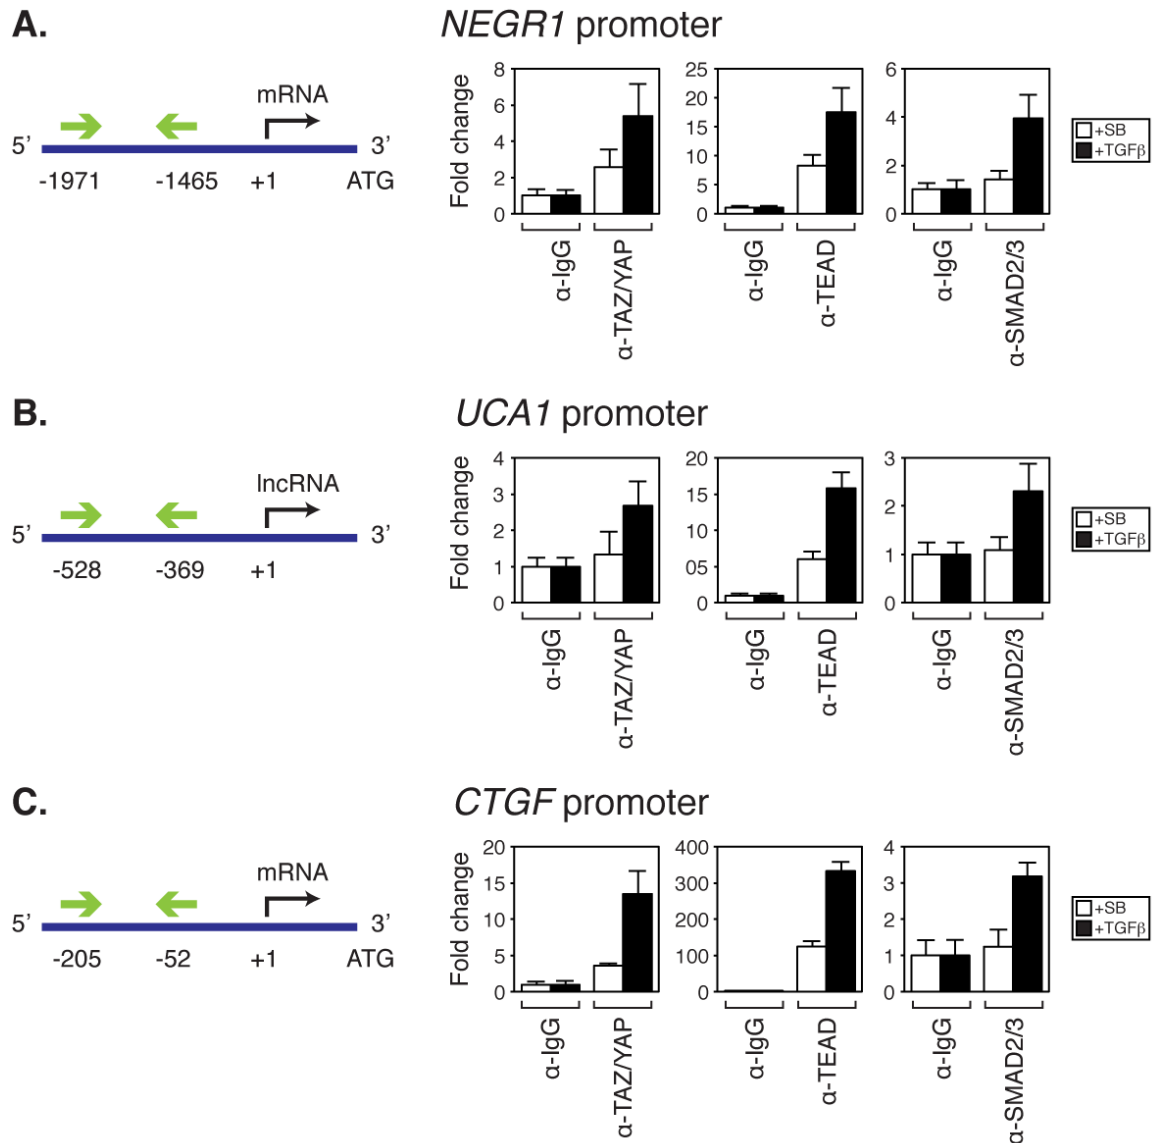 A.
NEGR1 promoter
mRNA
5’
3’
-1971
-1465
+1
ATG
Fold change
8
6
4
2
0
α-IgG
α-TAZ/YAP
25
20
15
10
5
0
α-IgG
α-TEAD
6
4
2
0
α-IgG
α-SMAD2/3
+SB
+TGFβ
B.
UCA1 promoter
lncRNA
5’
3’
-528
-369
+1
Fold change
4
3
2
1
0
α-IgG
α-TAZ/YAP
20
15
10
05
0
α-IgG
α-TEAD
3
2
1
0
α-IgG
α-SMAD2/3
+SB
+TGFβ
C.
CTGF promoter
mRNA
5’
3’
-205
-52
+1
ATG
Fold change
20
15
10
5
0
α-IgG
α-TAZ/YAP
400
300
200
100
0
α-IgG
α-TEAD
4
3
2
1
0
α-IgG
α-SMAD2/3
+SB
+TGFβ